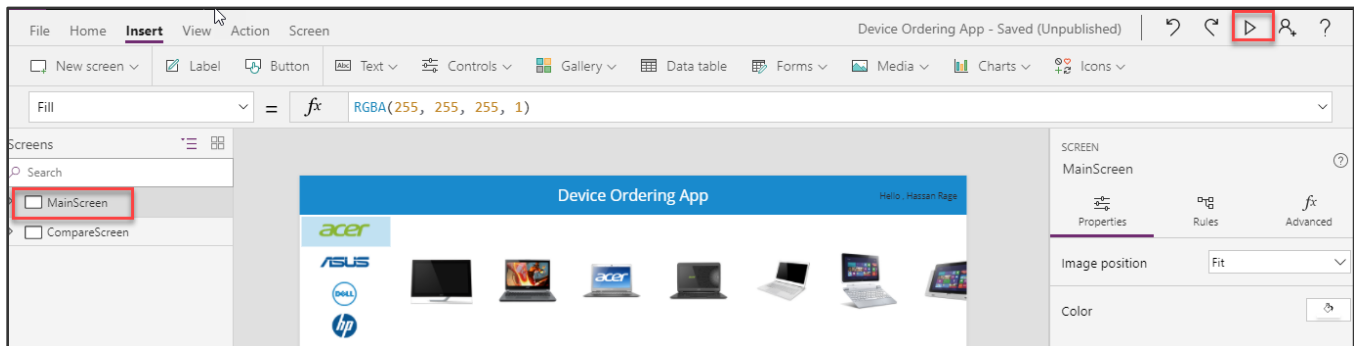 File Home Insert View Action Screen Device Ordering App - Saved (Unpublished) ?
New screen Label Button Abc Text Controls Gallery Data table Forms Media Charts Icons
Fill = fx RGBA(255, 255, 255, 1)
Screens
Search
MainScreen
CompareScreen
Device Ordering App Hello , Hassan Rage
acer
ASUS
DELL
hp
acer
SCREEN
MainScreen
?
Properties Rules fx Advanced
Image position Fit
Color